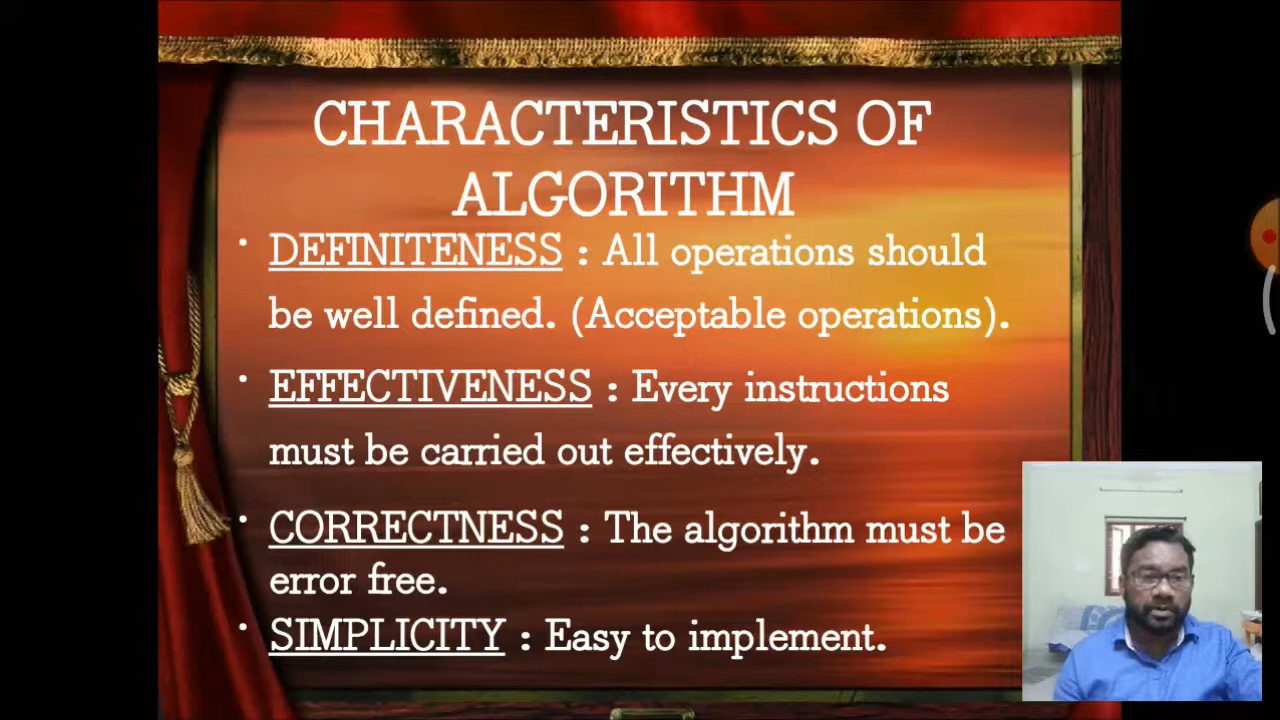 CHARACTERISTICS OF
ALGORITHM
• DEFINITENESS : All operations should
be well defined. (Acceptable operations).
• EFFECTIVENESS : Every instructions
must be carried out effectively.
• CORRECTNESS : The algorithm must be
error free.
• SIMPLICITY : Easy to implement.